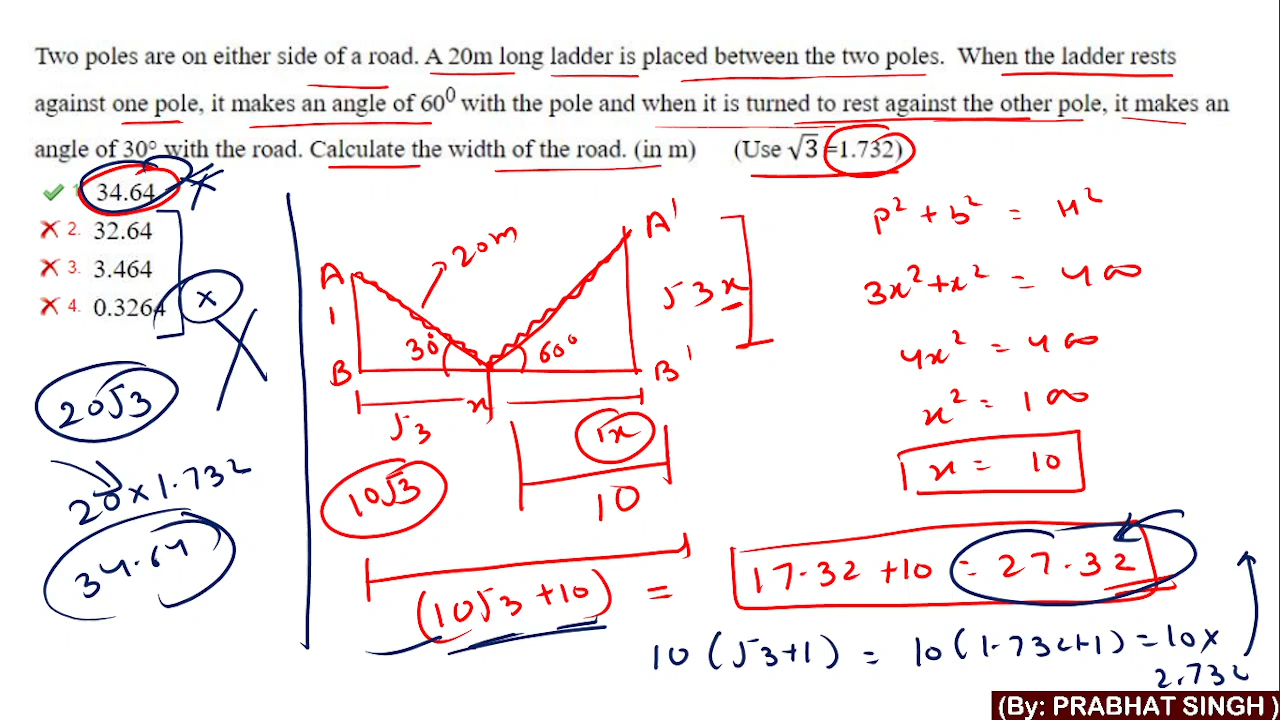 Two poles are on either side of a road. A 20m long ladder is placed between the two poles. When the ladder rests
against one pole, it makes an angle of 60⁰ with the pole and when it is turned to rest against the other pole, it makes an
angle of 30° with the road. Calculate the width of the road. (in m) (Use √3 =1.732)
34.64
2. 32.64
3. 3.464
4. 0.3264
x
20√3
20 x 1.732
34.64
A
20m
A'
√3x
30°
60°
B
B'
x
√3
1x
10√3
10
(10√3 + 10) =
17.32 + 10 = 27.32
10 (√3+1) = 10 (1.732+1) = 10 x
2.732
p² + b² = H²
3x² + x² = 400
4x² = 400
x² = 100
x = 10
(By: PRABHAT SINGH )